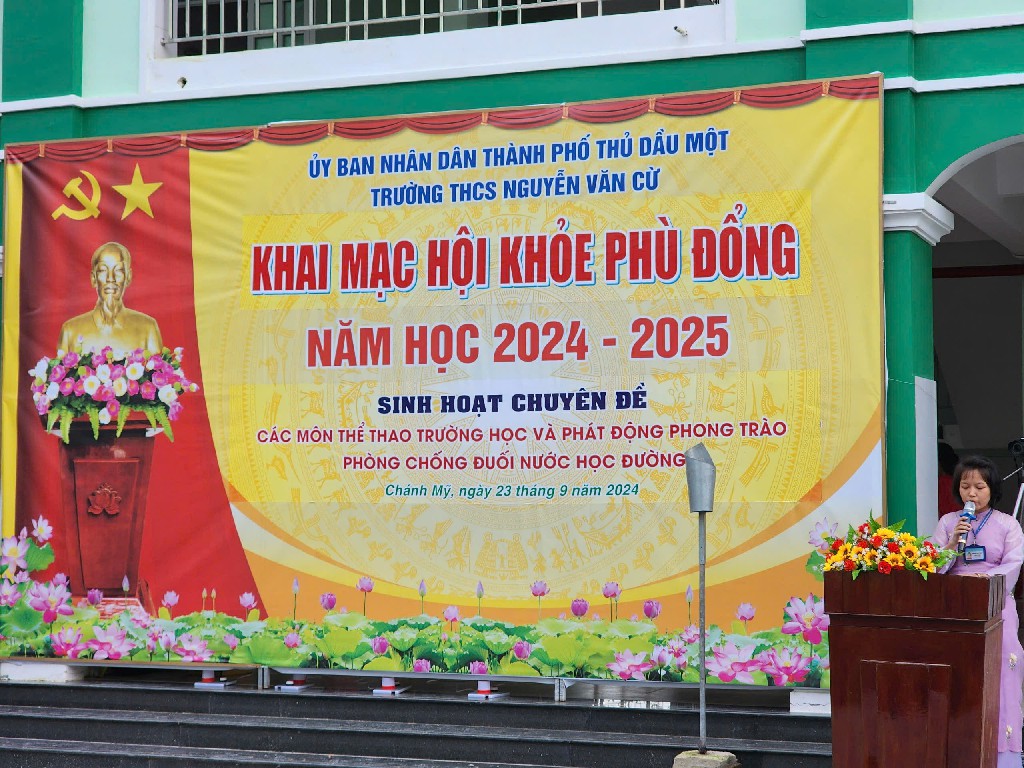 ỦY BAN NHÂN DÂN THÀNH PHỐ THỦ DẦU MỘT
TRƯỜNG THCS NGUYỄN VĂN CỪ
KHAI MẠC HỘI KHỎE PHÙ ĐỔNG
NĂM HỌC 2024 - 2025
SINH HOẠT CHUYÊN ĐỀ
CÁC MÔN THỂ THAO TRƯỜNG HỌC VÀ PHÁT ĐỘNG PHONG TRÀO
PHÒNG CHỐNG ĐUỐI NƯỚC HỌC ĐƯỜNG
Chánh Mỹ, ngày 23 tháng 9 năm 2024